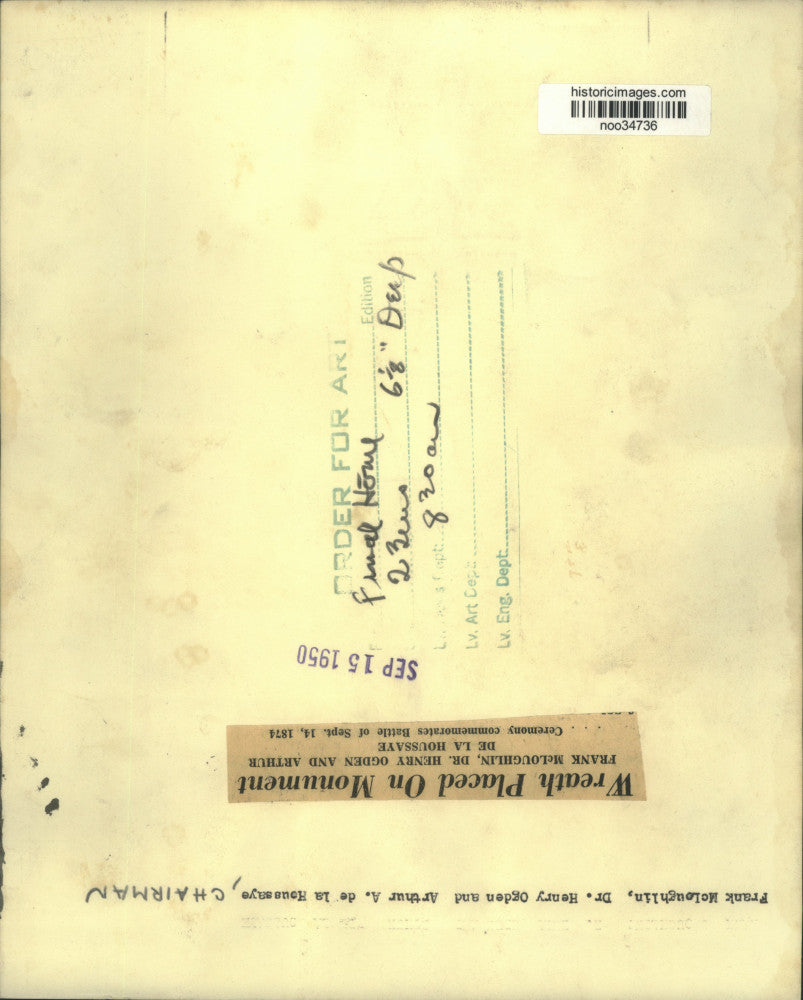 historicimages.com
noo34736
ORDER FOR ART
Final Home Edition
2 6½" Deep
8 30 am
Lv. Art Dept.
Lv. Eng. Dept.
SEP 15 1950
Wreath Placed On Monument
FRANK McLOUGHLIN, DR. HENRY OGDEN AND ARTHUR
DE LA HOUSSAYE
Ceremony commemorates Battle of Sept. 14, 1874
Frank McLoughlin, Dr. Henry Ogden and Arthur A. de la Houssaye, CHAIRMAN